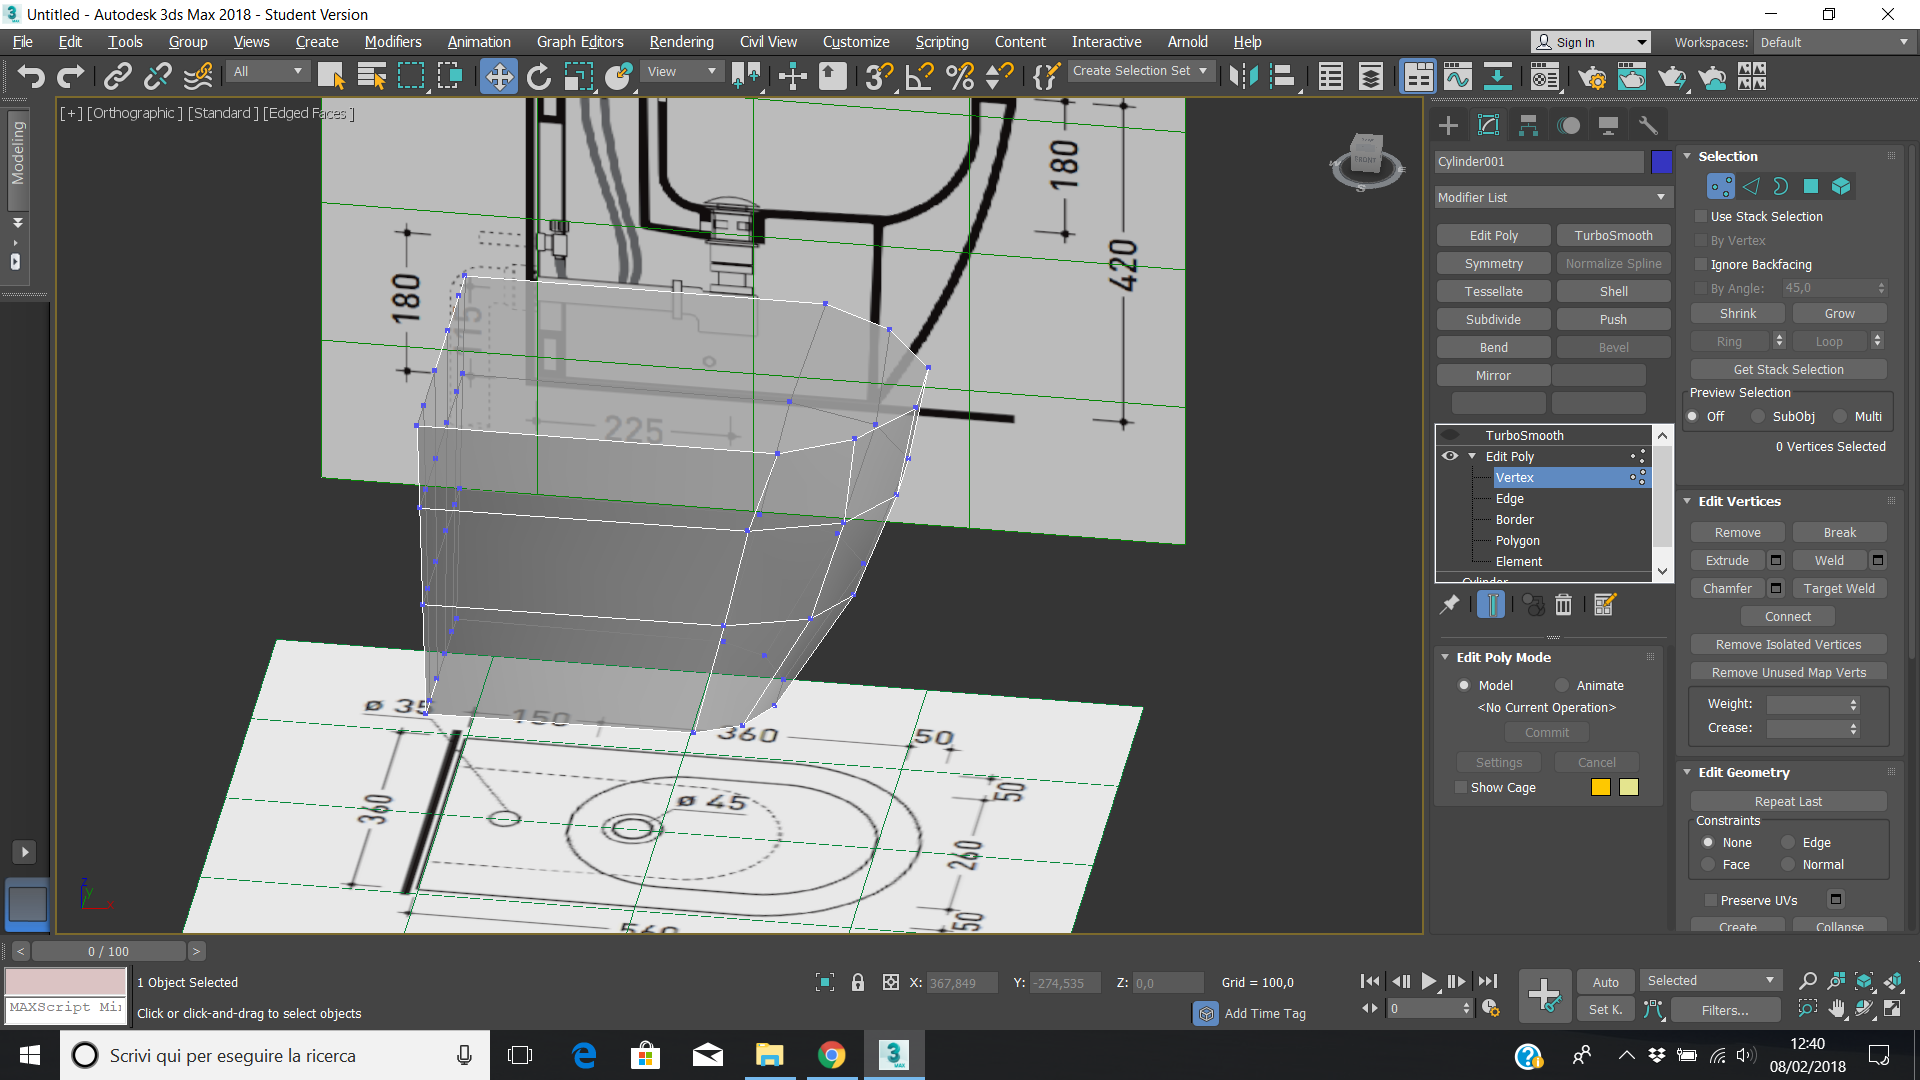 Untitled - Autodesk 3ds Max 2018 - Student Version
File Edit Tools Group Views Create Modifiers Animation Graph Editors Rendering Civil View Customize Scripting Content Interactive Arnold Help
Sign In
Workspaces: Default
All
View
Create Selection Set
[+] [Orthographic] [Standard] [Edged Faces]
Modeling
FRONT
S
180
420
180
225
ø 35
150
360
50
50
360
ø 45
260
50
560
Cylinder001
Modifier List
Edit Poly TurboSmooth
Symmetry Normalize Spline
Tessellate Shell
Subdivide Push
Bend Bevel
Mirror
TurboSmooth
Edit Poly
Vertex
Edge
Border
Polygon
Element
Cylinder
Edit Poly Mode
Model Animate
<No Current Operation>
Commit
Settings Cancel
Show Cage
Selection
Use Stack Selection
By Vertex
Ignore Backfacing
By Angle: 45,0
Shrink Grow
Ring Loop
Get Stack Selection
Preview Selection
Off SubObj Multi
0 Vertices Selected
Edit Vertices
Remove Break
Extrude Weld
Chamfer Target Weld
Connect
Remove Isolated Vertices
Remove Unused Map Verts
Weight:
Crease:
Edit Geometry
Repeat Last
Constraints
None Edge
Face Normal
Preserve UVs
Create Collapse
z
y
< 0 / 100 >
MAXScript Mi
1 Object Selected
Click or click-and-drag to select objects
X: 367,849 Y: -274,535 Z: 0,0 Grid = 100,0
Add Time Tag
0
Auto Selected
Set K. Filters...
Scrivi qui per eseguire la ricerca
3
MAX
12:40
08/02/2018